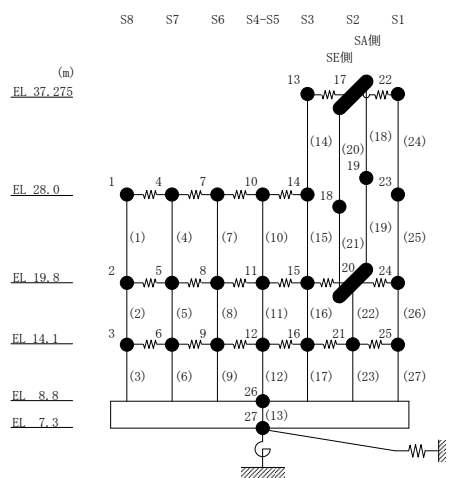 S8 S7 S6 S4-S5 S3 S2 S1
SA側
SE側
(m)
13 17 22
EL 37.275
(14) (20) (18) (24)
19
1 4 7 10 14 23
EL 28.0
18
(1) (4) (7) (10) (15) (21) (19) (25)
20
2 5 8 11 15 24
EL 19.8
(2) (5) (8) (11) (16) (22) (26)
3 6 9 12 16 21 25
EL 14.1
(3) (6) (9) (12) (17) (23) (27)
26
EL 8.8
27 (13)
EL 7.3